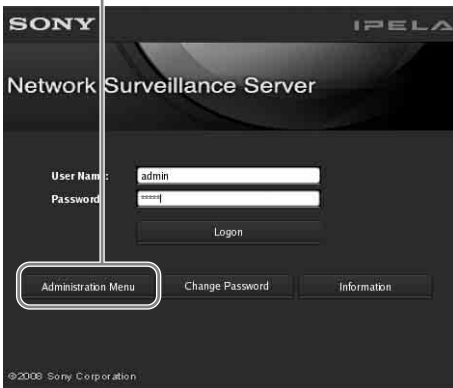 SONY
IPELA
Network Surveillance Server
User Name:
admin
Password
*****
Logon
Administration Menu
Change Password
Information
©2008 Sony Corporation